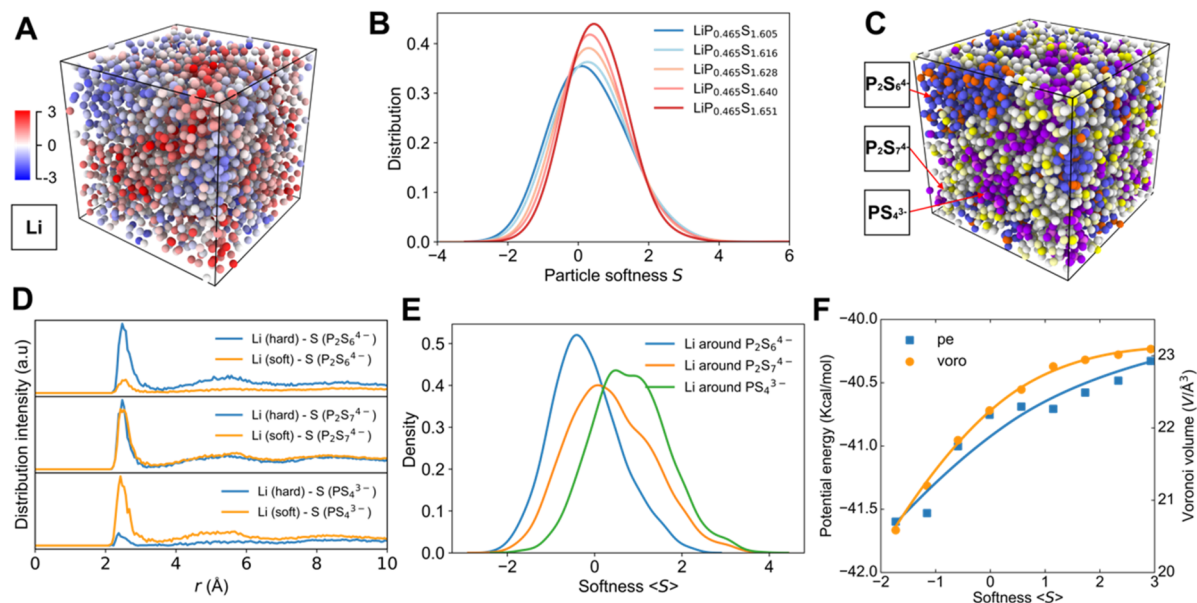 A
3
0
-3
Li
B
Distribution
0.4
0.3
0.2
0.1
0.0
LiP0.465S1.605
LiP0.465S1.616
LiP0.465S1.628
LiP0.465S1.640
LiP0.465S1.651
−4
−2
0
2
4
6
Particle softness S
C
P₂S₆⁴⁻
P₂S₇⁴⁻
PS₄³⁻
D
Distribution intensity (a.u)
Li (hard) - S (P₂S₆⁴⁻)
Li (soft) - S (P₂S₆⁴⁻)
Li (hard) - S (P₂S₇⁴⁻)
Li (soft) - S (P₂S₇⁴⁻)
Li (hard) - S (PS₄³⁻)
Li (soft) - S (PS₄³⁻)
0
2
4
6
8
10
r (Å)
E
Density
0.5
0.4
0.3
0.2
0.1
0.0
Li around P₂S₆⁴⁻
Li around P₂S₇⁴⁻
Li around PS₄³⁻
−2
0
2
4
Softness <S>
F
Potential energy (Kcal/mol)
−40.0
−40.5
−41.0
−41.5
−42.0
pe
voro
−2
−1
0
1
2
3
Softness <S>
23
22
21
20
Voronoi volume (V/Å³)